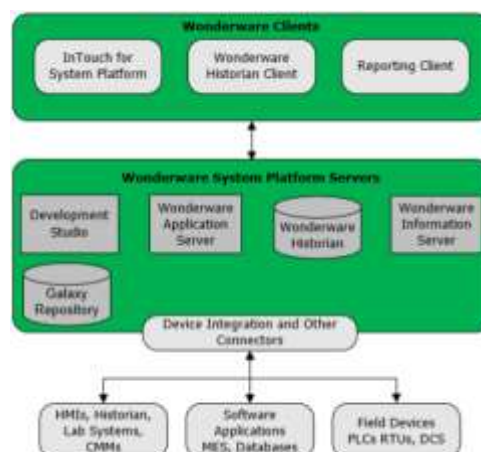 Wonderware Clients
InTouch for
System Platform
Wonderware
Historian Client
Reporting Client
Wonderware System Platform Servers
Development
Studio
Wonderware
Application
Server
Wonderware
Historian
Wonderware
Information
Server
Galaxy
Repository
Device Integration and Other
Connectors
HMIs, Historian,
Lab Systems,
CMMs
Software
Applications
MES, Databases
Field Devices
PLCs RTUs, DCS